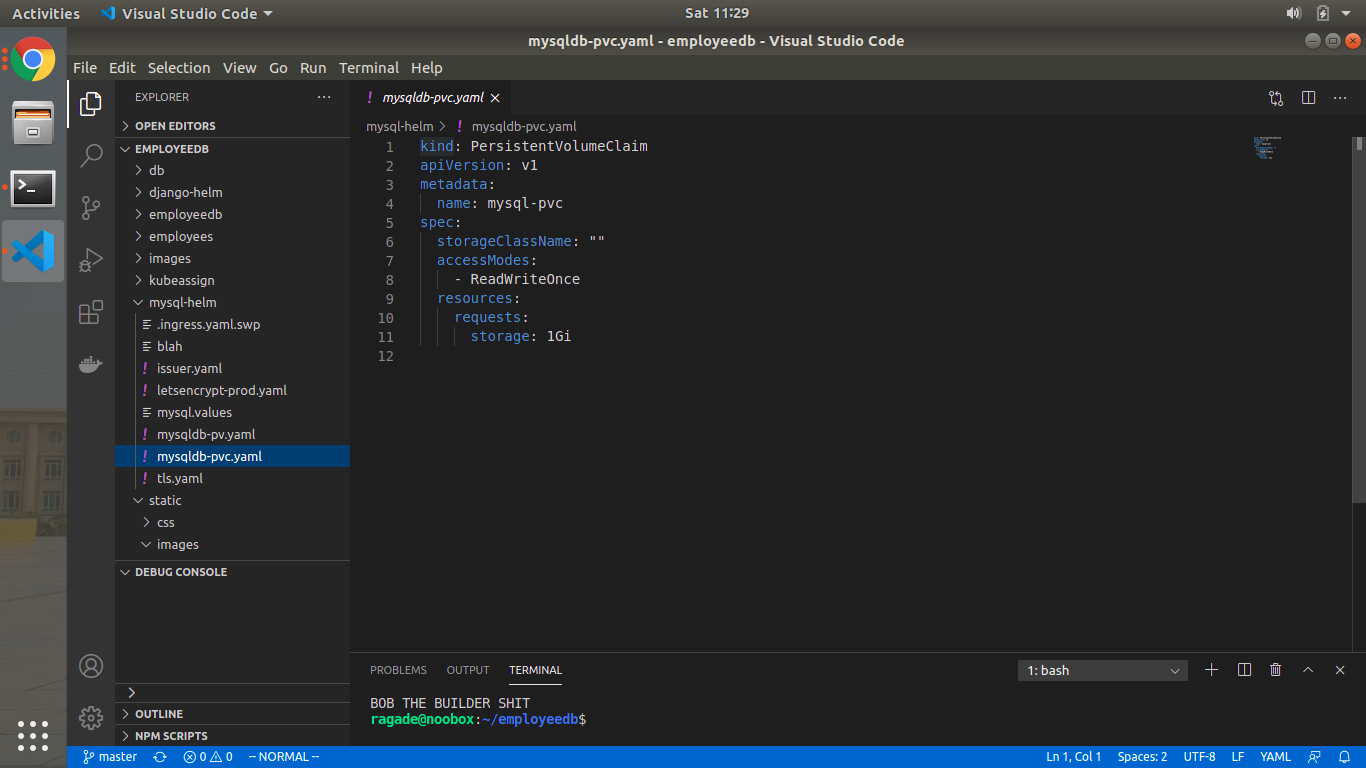 Activities Visual Studio Code Sat 11:29
mysqldb-pvc.yaml - employeedb - Visual Studio Code
File Edit Selection View Go Run Terminal Help
EXPLORER
OPEN EDITORS
EMPLOYEEDB
db
django-helm
employeedb
employees
images
kubeassign
mysql-helm
.ingress.yaml.swp
blah
issuer.yaml
letsencrypt-prod.yaml
mysql.values
mysqldb-pv.yaml
mysqldb-pvc.yaml
tls.yaml
static
css
images
DEBUG CONSOLE
OUTLINE
NPM SCRIPTS
! mysqldb-pvc.yaml
mysql-helm > ! mysqldb-pvc.yaml
1 kind: PersistentVolumeClaim
2 apiVersion: v1
3 metadata:
4   name: mysql-pvc
5 spec:
6   storageClassName: ""
7   accessModes:
8     - ReadWriteOnce
9   resources:
10     requests:
11       storage: 1Gi
12
PROBLEMS OUTPUT TERMINAL 1: bash
BOB THE BUILDER SHIT
ragade@noobox:~/employeedb$
master 0 0 -- NORMAL -- Ln 1, Col 1 Spaces: 2 UTF-8 LF YAML